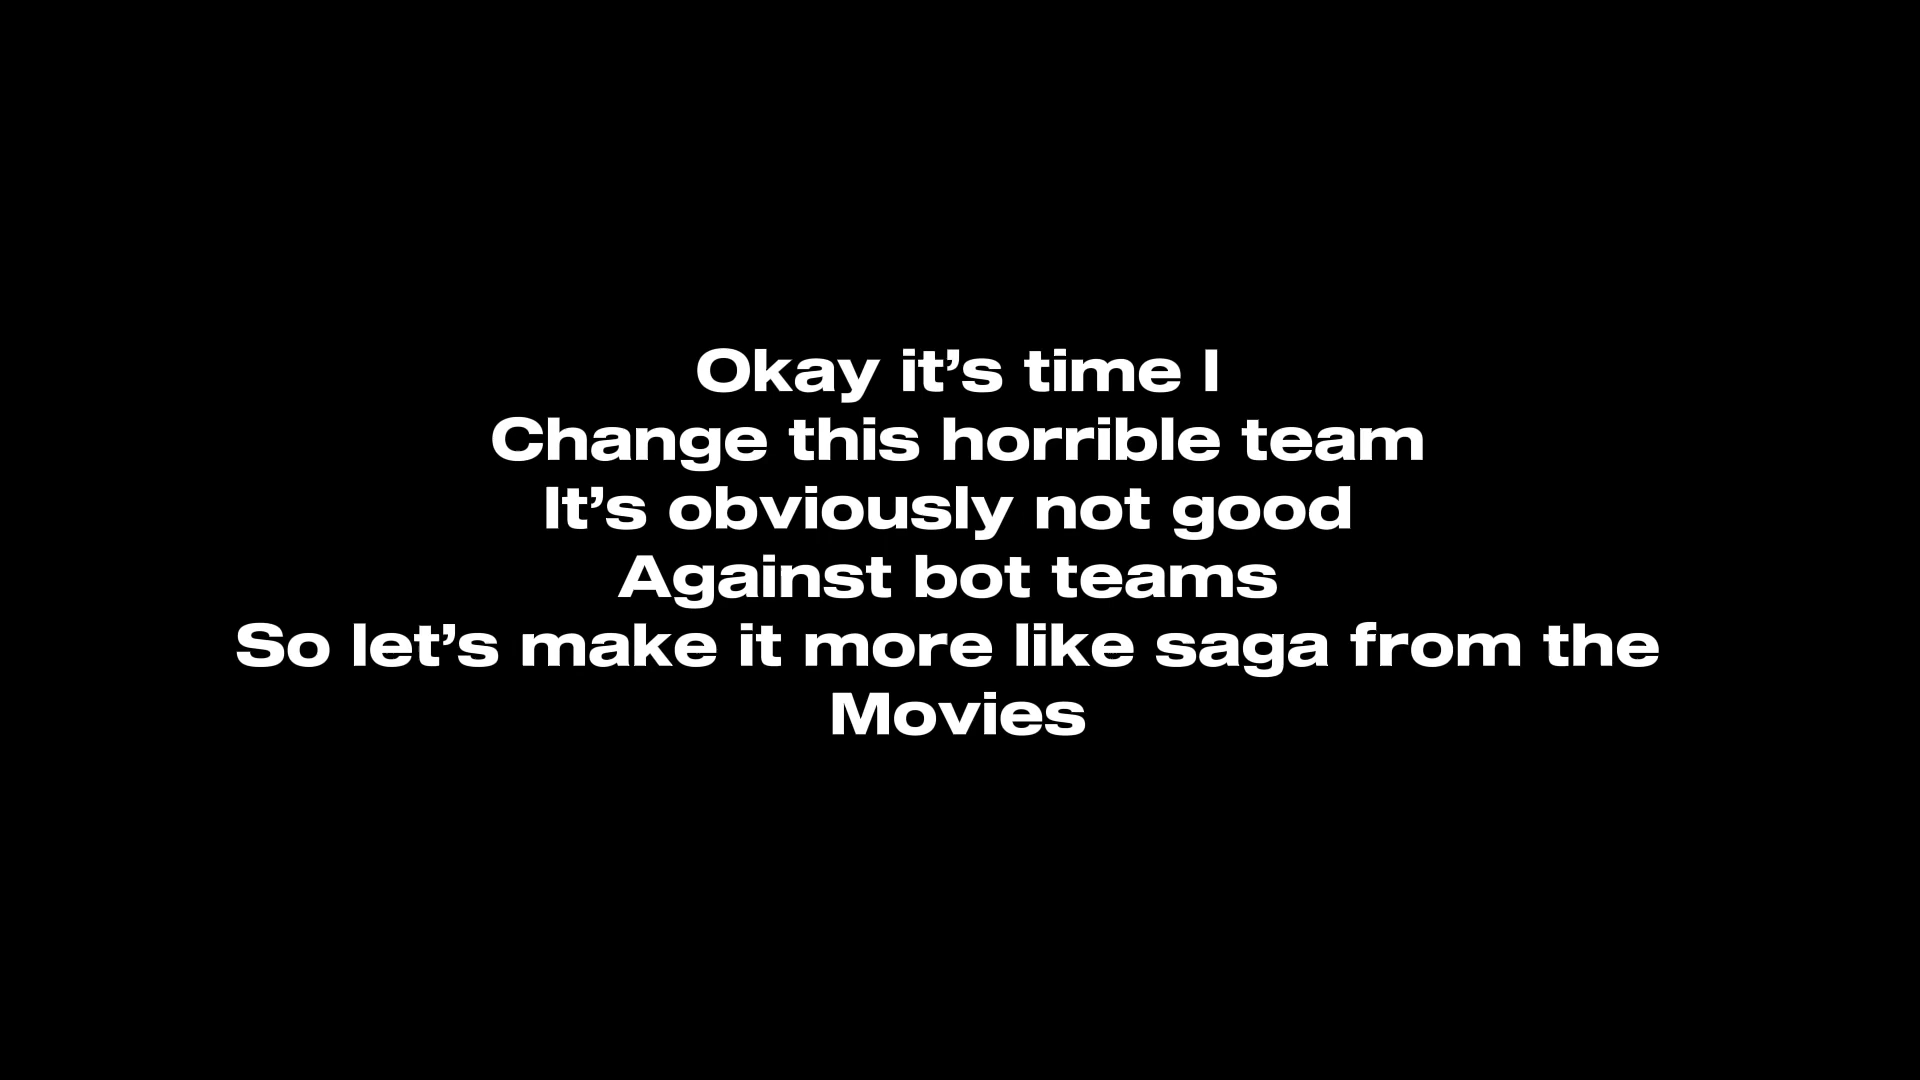 Okay it’s time I
Change this horrible team
It’s obviously not good
Against bot teams
So let’s make it more like saga from the
Movies